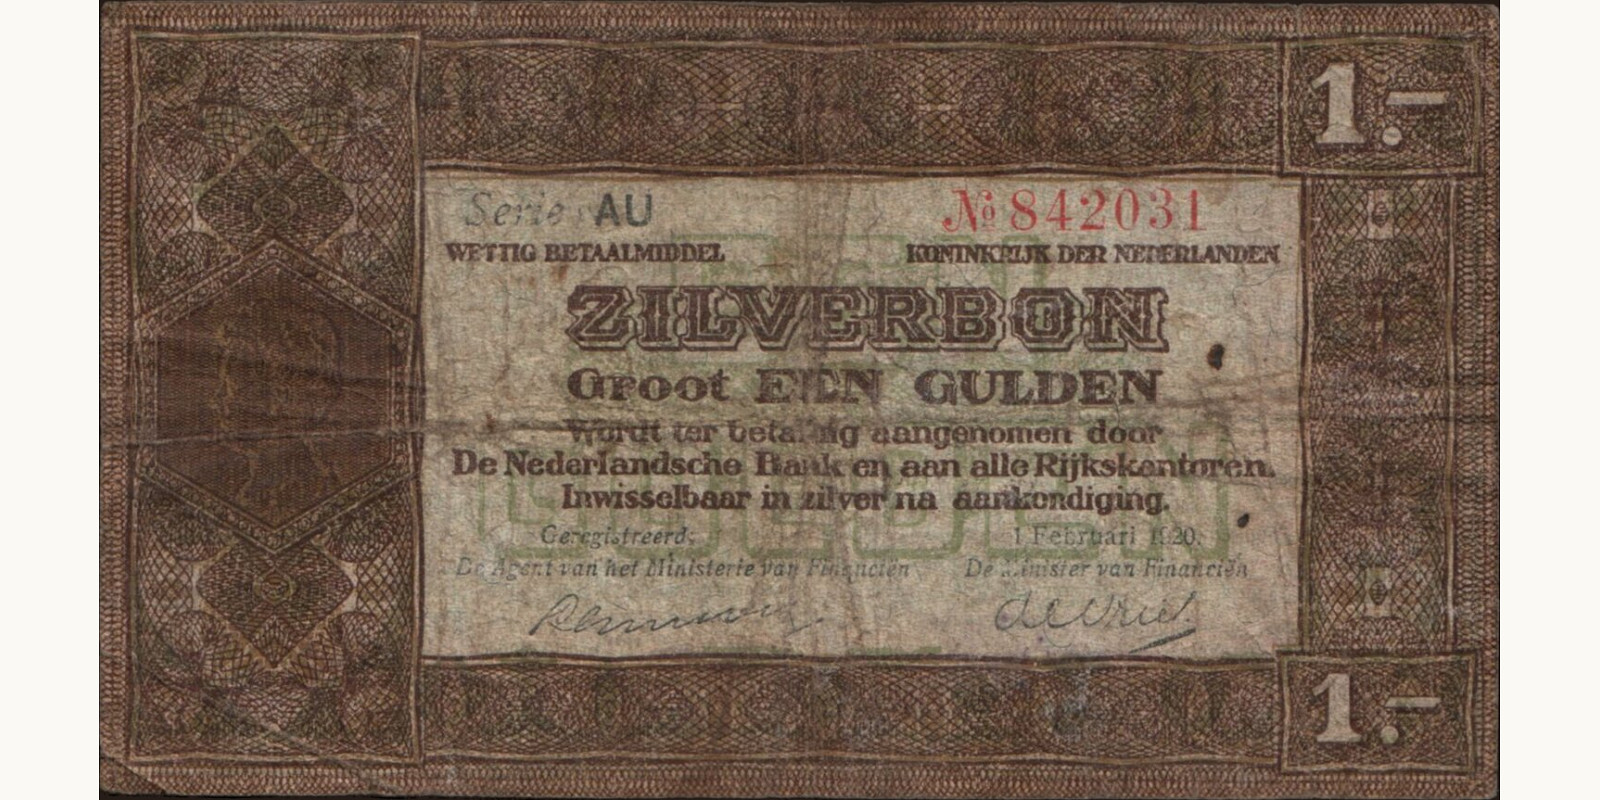 1.-
Serie AU № 842031
WETTIG BETAALMIDDEL KONINKRIJK DER NEDERLANDEN
ZILVERBON
Groot EEN GULDEN
Wordt ter betaling aangenomen door
De Nederlandsche Bank en aan alle Rijkskantoren.
Inwisselbaar in zilver na aankondiging.
Geregistreerd: 1 Februari 1920.
De Agent van het Ministerie van Financiën De Minister van Financiën
de Vries
1.-